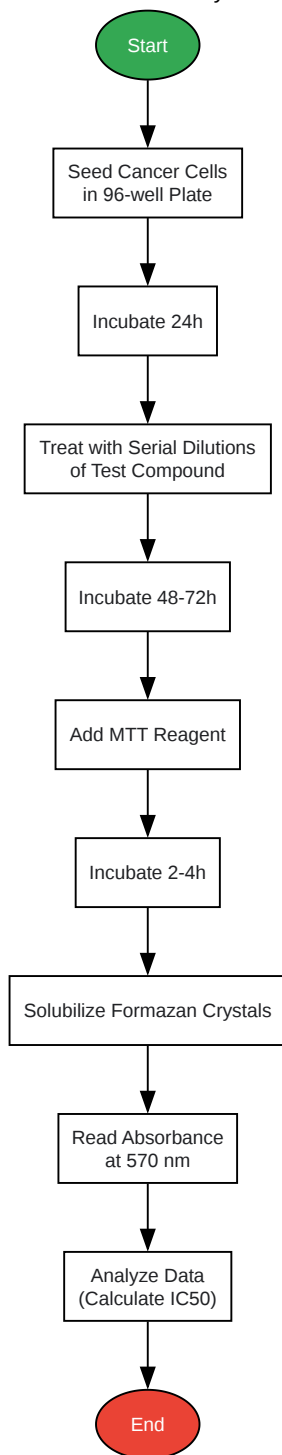 Start
Seed Cancer Cells
in 96-well Plate
Incubate 24h
Treat with Serial Dilutions
of Test Compound
Incubate 48-72h
Add MTT Reagent
Incubate 2-4h
Solubilize Formazan Crystals
Read Absorbance
at 570 nm
Analyze Data
(Calculate IC50)
End